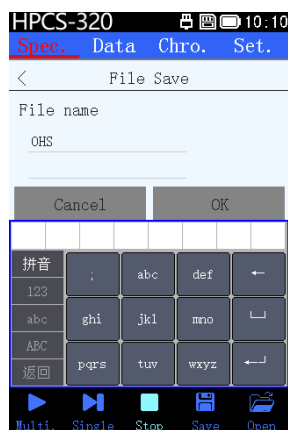 HPCS-320 10:10
Spec. Data Chro. Set.
< File Save
File name
OHS
Cancel OK
拼音 ; abc def ←
123
abc ghi jkl mno
ABC
返回 pqrs tuv wxyz
Multi. Single Stop Save Open